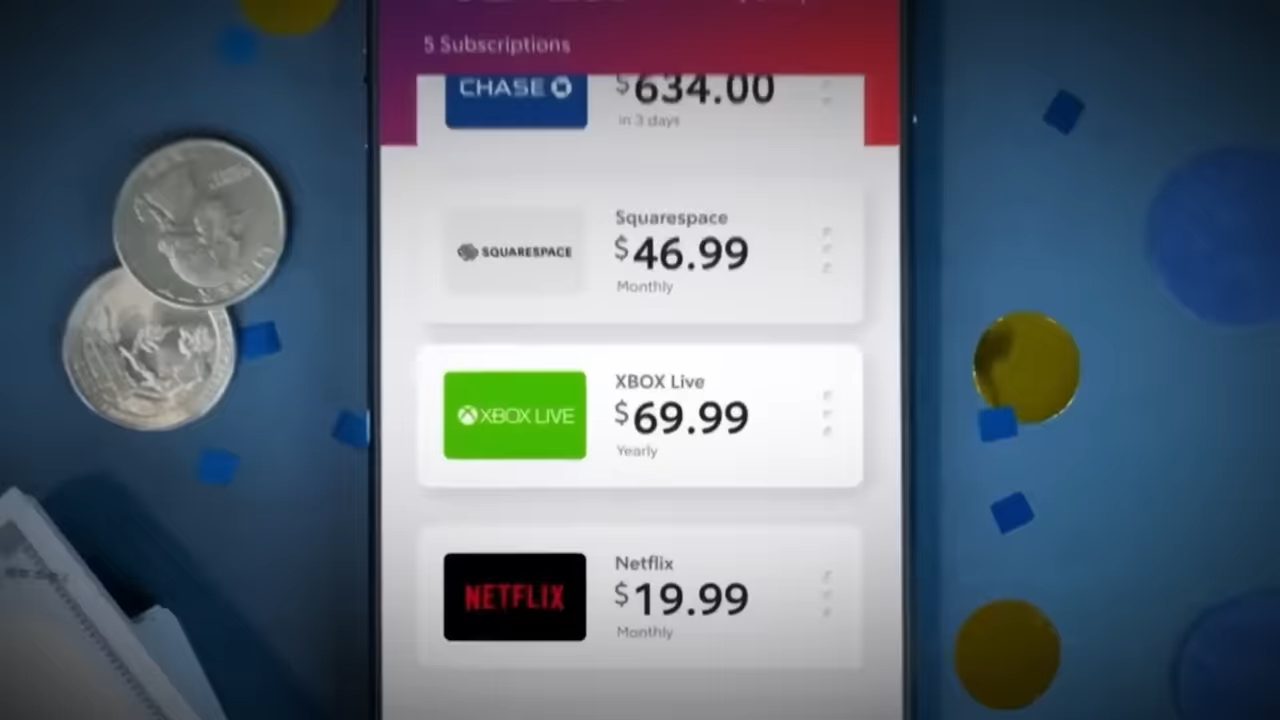 5 Subscriptions
CHASE
$634.00
in 3 days
Squarespace
SQUARESPACE
$46.99
Monthly
XBOX Live
XBOX LIVE
$69.99
Yearly
Netflix
NETFLIX
$19.99
Monthly